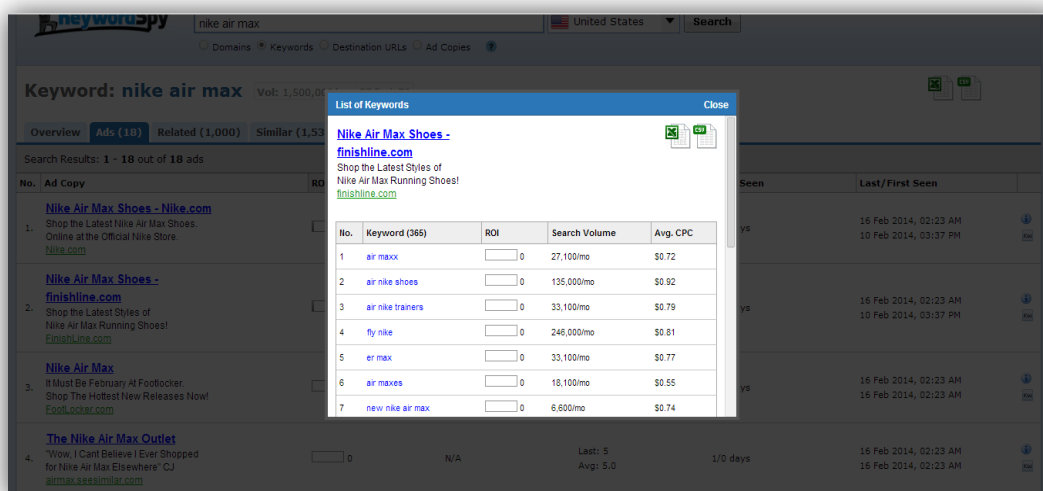 KeywordSpy
nike air max
United States
Search
Domains Keywords Destination URLs Ad Copies
Keyword: nike air max Vol: 1,500,0
Overview Ads (18) Related (1,000) Similar (1,53
Search Results: 1 - 18 out of 18 ads
No. Ad Copy RO Seen Last/First Seen
1. Nike Air Max Shoes - Nike.com
Shop the Latest Nike Air Max Shoes.
Online at the Official Nike Store.
Nike.com
ys
16 Feb 2014, 02:23 AM
10 Feb 2014, 03:37 PM
2. Nike Air Max Shoes -
finishline.com
Shop the Latest Styles of
Nike Air Max Running Shoes!
FinishLine.com
ys
16 Feb 2014, 02:23 AM
10 Feb 2014, 03:37 PM
3. Nike Air Max
It Must Be February At Footlocker.
Shop The Hottest New Releases Now!
FootLocker.com
ys
16 Feb 2014, 02:23 AM
16 Feb 2014, 02:23 AM
4. The Nike Air Max Outlet
"Wow, I Cant Believe I Ever Shopped
for Nike Air Max Elsewhere" CJ
airmax.seesimilar.com
0
N/A
Last: 5
Avg: 5.0
1/0 days
16 Feb 2014, 02:23 AM
16 Feb 2014, 02:23 AM
List of Keywords Close
Nike Air Max Shoes -
finishline.com
Shop the Latest Styles of
Nike Air Max Running Shoes!
finishline.com
CSV
No. Keyword (365) ROI Search Volume Avg. CPC
1 air maxx 0 27,100/mo $0.72
2 air nike shoes 0 135,000/mo $0.92
3 air nike trainers 0 33,100/mo $0.79
4 fly nike 0 246,000/mo $0.81
5 er max 0 33,100/mo $0.77
6 air maxes 0 18,100/mo $0.55
7 new nike air max 0 6,600/mo $0.74